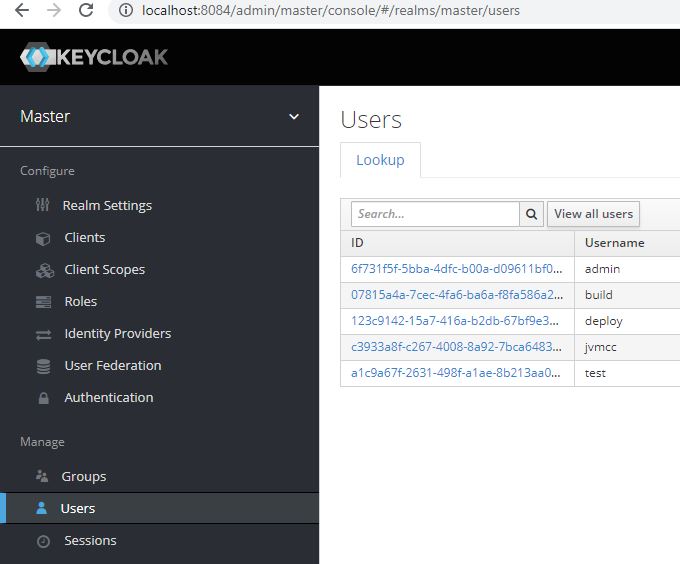 localhost:8084/admin/master/console/#/realms/master/users
KEYCLOAK
Master
Configure
Realm Settings
Clients
Client Scopes
Roles
Identity Providers
User Federation
Authentication
Manage
Groups
Users
Sessions
Users
Lookup
Search...
View all users
ID Username
6f731f5f-5bba-4dfc-b00a-d09611bf0... admin
07815a4a-7cec-4fa6-ba6a-f8fa586a2... build
123c9142-15a7-416a-b2db-67bf9e3... deploy
c3933a8f-c267-4008-8a92-7bca6483... jvmcc
a1c9a67f-2631-498f-a1ae-8b213aa0... test